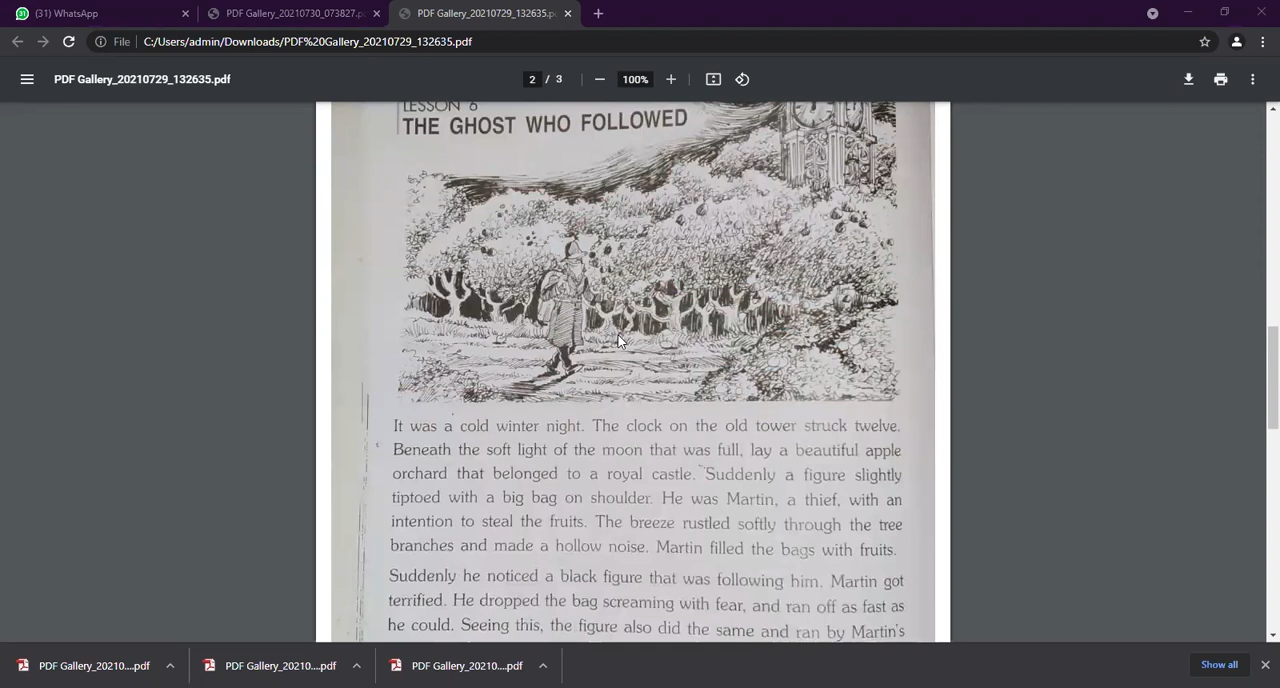 (31) WhatsApp
PDF Gallery_20210730_073827.p
PDF Gallery_20210729_132635.p
File C:/Users/admin/Downloads/PDF%20Gallery_20210729_132635.pdf
PDF Gallery_20210729_132635.pdf
2 / 3
100%
LESSON 6
THE GHOST WHO FOLLOWED
It was a cold winter night. The clock on the old tower struck twelve.
Beneath the soft light of the moon that was full, lay a beautiful apple
orchard that belonged to a royal castle. Suddenly a figure slightly
tiptoed with a big bag on shoulder. He was Martin, a thief, with an
intention to steal the fruits. The breeze rustled softly through the tree
branches and made a hollow noise. Martin filled the bags with fruits.
Suddenly he noticed a black figure that was following him. Martin got
terrified. He dropped the bag screaming with fear, and ran off as fast as
he could. Seeing this, the figure also did the same and ran by Martin's
PDF Gallery_20210....pdf
PDF Gallery_20210....pdf
PDF Gallery_20210....pdf
Show all